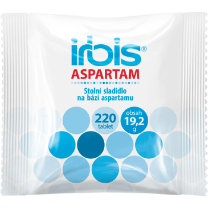 irbis®
ASPARTAM
Stolní sladidlo
na bázi aspartamu
220
tablet
obsah
19,2
g